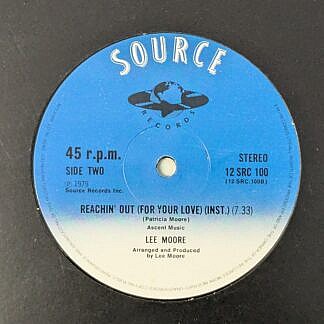 SOURCE
RECORDS
45 r.p.m.
SIDE TWO
℗ 1979
Source Records Inc.
STEREO
12 SRC 100
(12 SRC.100B)
REACHIN' OUT (FOR YOUR LOVE) (INST.) (7.33)
(Patricia Moore)
Ascent Music
LEE MOORE
Arranged and Produced
by Lee Moore